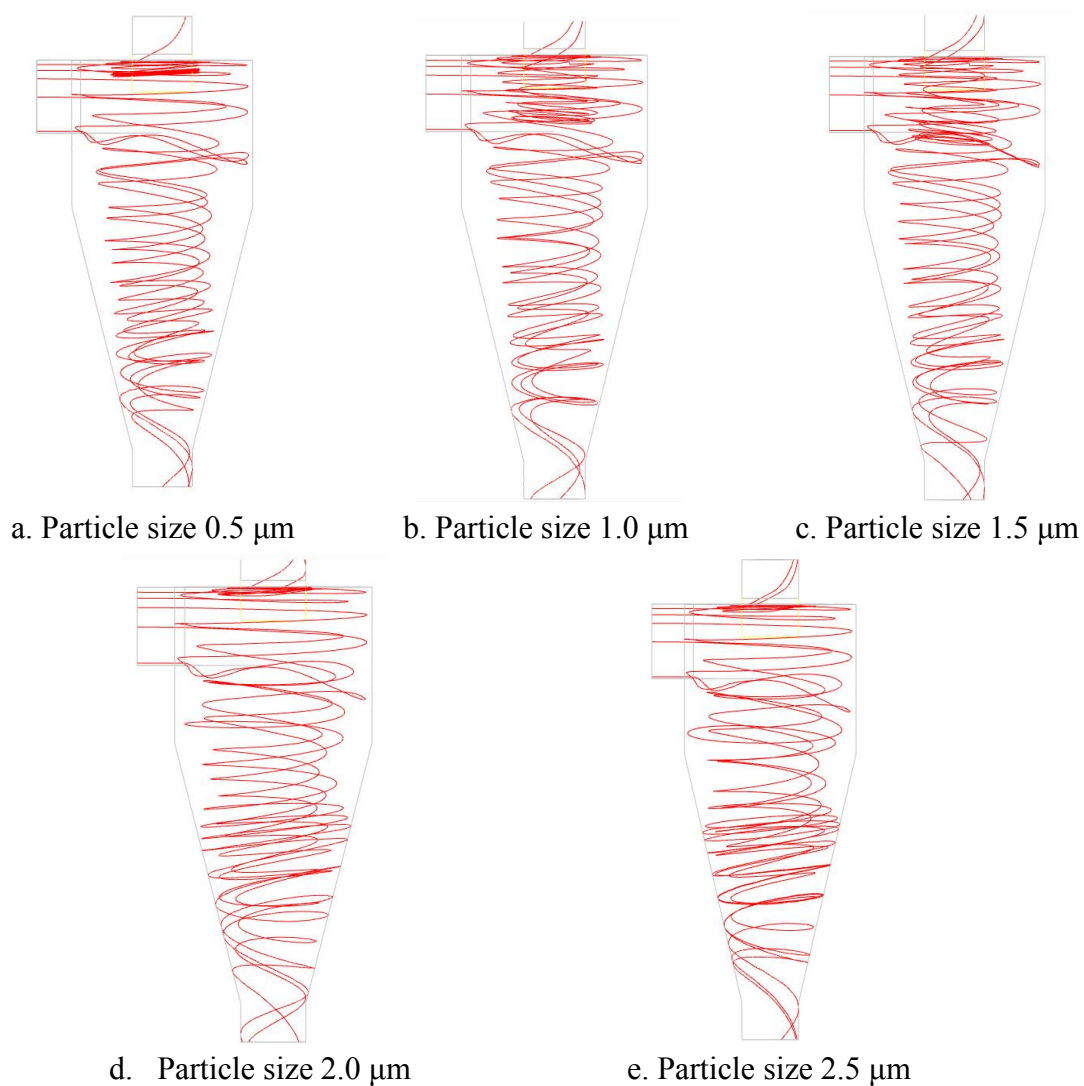 a. Particle size 0.5 μm
b. Particle size 1.0 μm
c. Particle size 1.5 μm
d. Particle size 2.0 μm
e. Particle size 2.5 μm